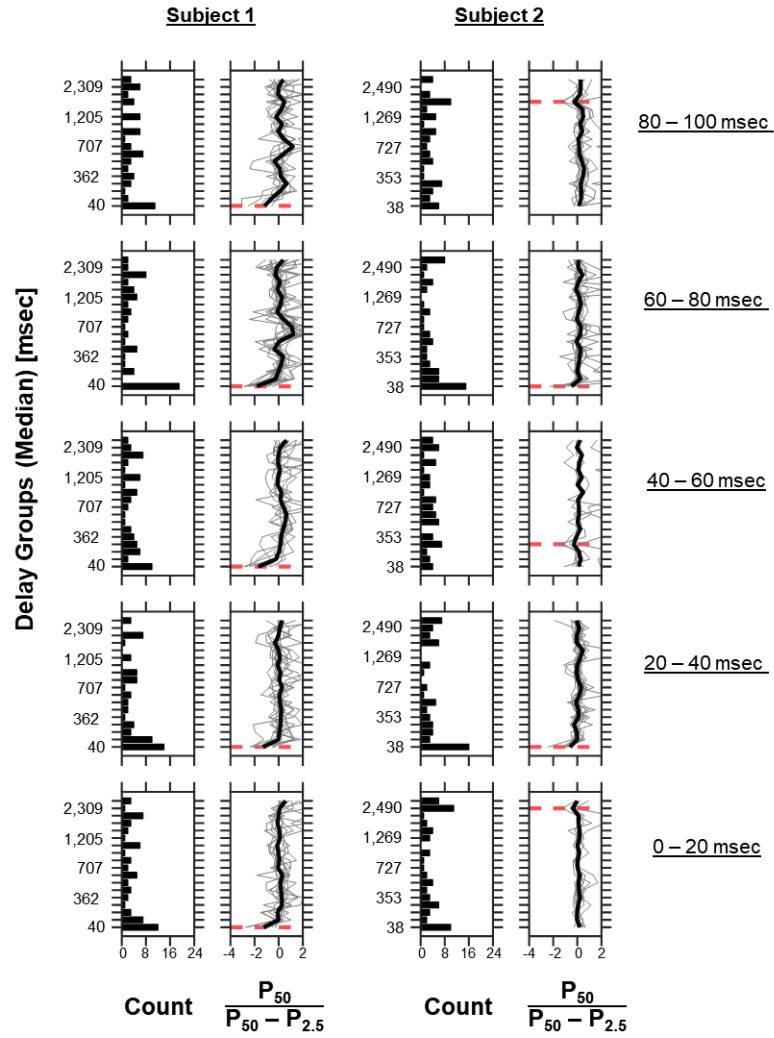 Subject 1 Subject 2
2,309 2,490
1,205 1,269
707 727
362 353
40 38
80 – 100 msec
2,309 2,490
1,205 1,269
707 727
362 353
40 38
60 – 80 msec
Delay Groups (Median) [msec]
2,309 2,490
1,205 1,269
707 727
362 353
40 38
40 – 60 msec
2,309 2,490
1,205 1,269
707 727
362 353
40 38
20 – 40 msec
2,309 2,490
1,205 1,269
707 727
362 353
40 38
0 – 20 msec
0 8 16 24 -4 -2 0 2 0 8 16 24 -4 -2 0 2
Count P50 Count P50
P50 – P2.5 P50 – P2.5